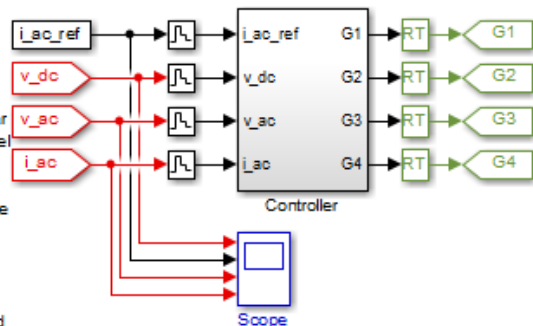 i_ac_ref i_ac_ref G1 RT G1
v_dc v_dc G2 RT G2
v_ac v_ac G3 RT G3
i_ac i_ac G4 RT G4
Controller
Scope